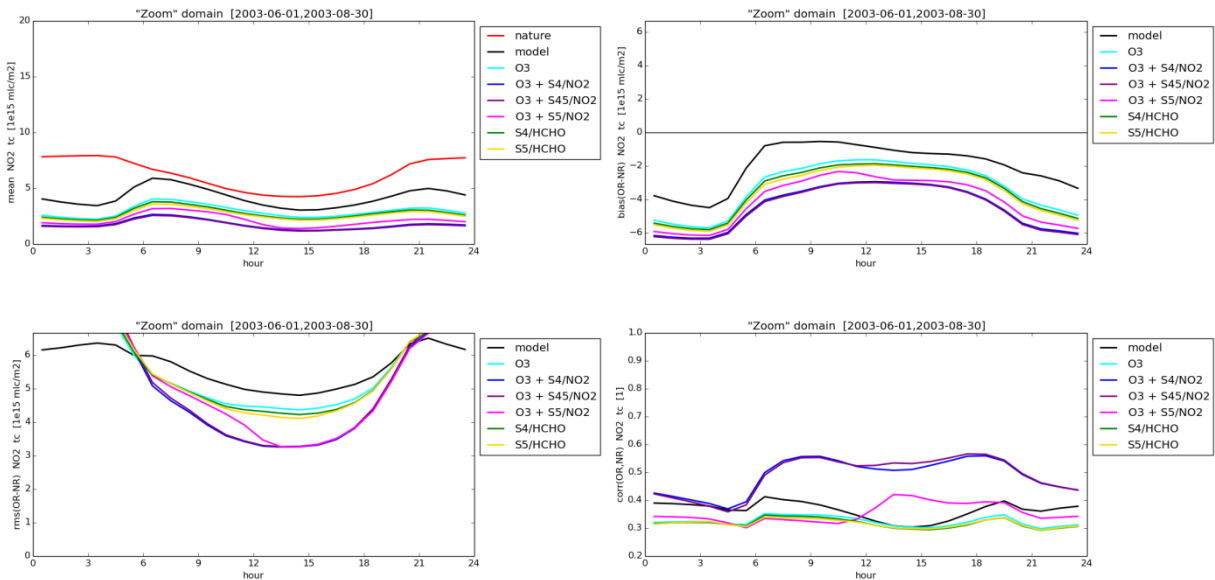 "Zoom" domain [2003-06-01,2003-08-30]
mean NO2 tc [1e15 mlc/m2]
20
15
10
5
0
0 3 6 9 12 15 18 21 24
hour
nature
model
O3
O3 + S4/NO2
O3 + S45/NO2
O3 + S5/NO2
S4/HCHO
S5/HCHO
"Zoom" domain [2003-06-01,2003-08-30]
bias(OR-NR) NO2 tc [1e15 mlc/m2]
6
4
2
0
−2
−4
−6
0 3 6 9 12 15 18 21 24
hour
model
O3
O3 + S4/NO2
O3 + S45/NO2
O3 + S5/NO2
S4/HCHO
S5/HCHO
"Zoom" domain [2003-06-01,2003-08-30]
rms(OR-NR) NO2 tc [1e15 mlc/m2]
6
5
4
3
2
1
0
0 3 6 9 12 15 18 21 24
hour
model
O3
O3 + S4/NO2
O3 + S45/NO2
O3 + S5/NO2
S4/HCHO
S5/HCHO
"Zoom" domain [2003-06-01,2003-08-30]
corr(OR,NR) NO2 tc [1]
1.0
0.9
0.8
0.7
0.6
0.5
0.4
0.3
0.2
0 3 6 9 12 15 18 21 24
hour
model
O3
O3 + S4/NO2
O3 + S45/NO2
O3 + S5/NO2
S4/HCHO
S5/HCHO